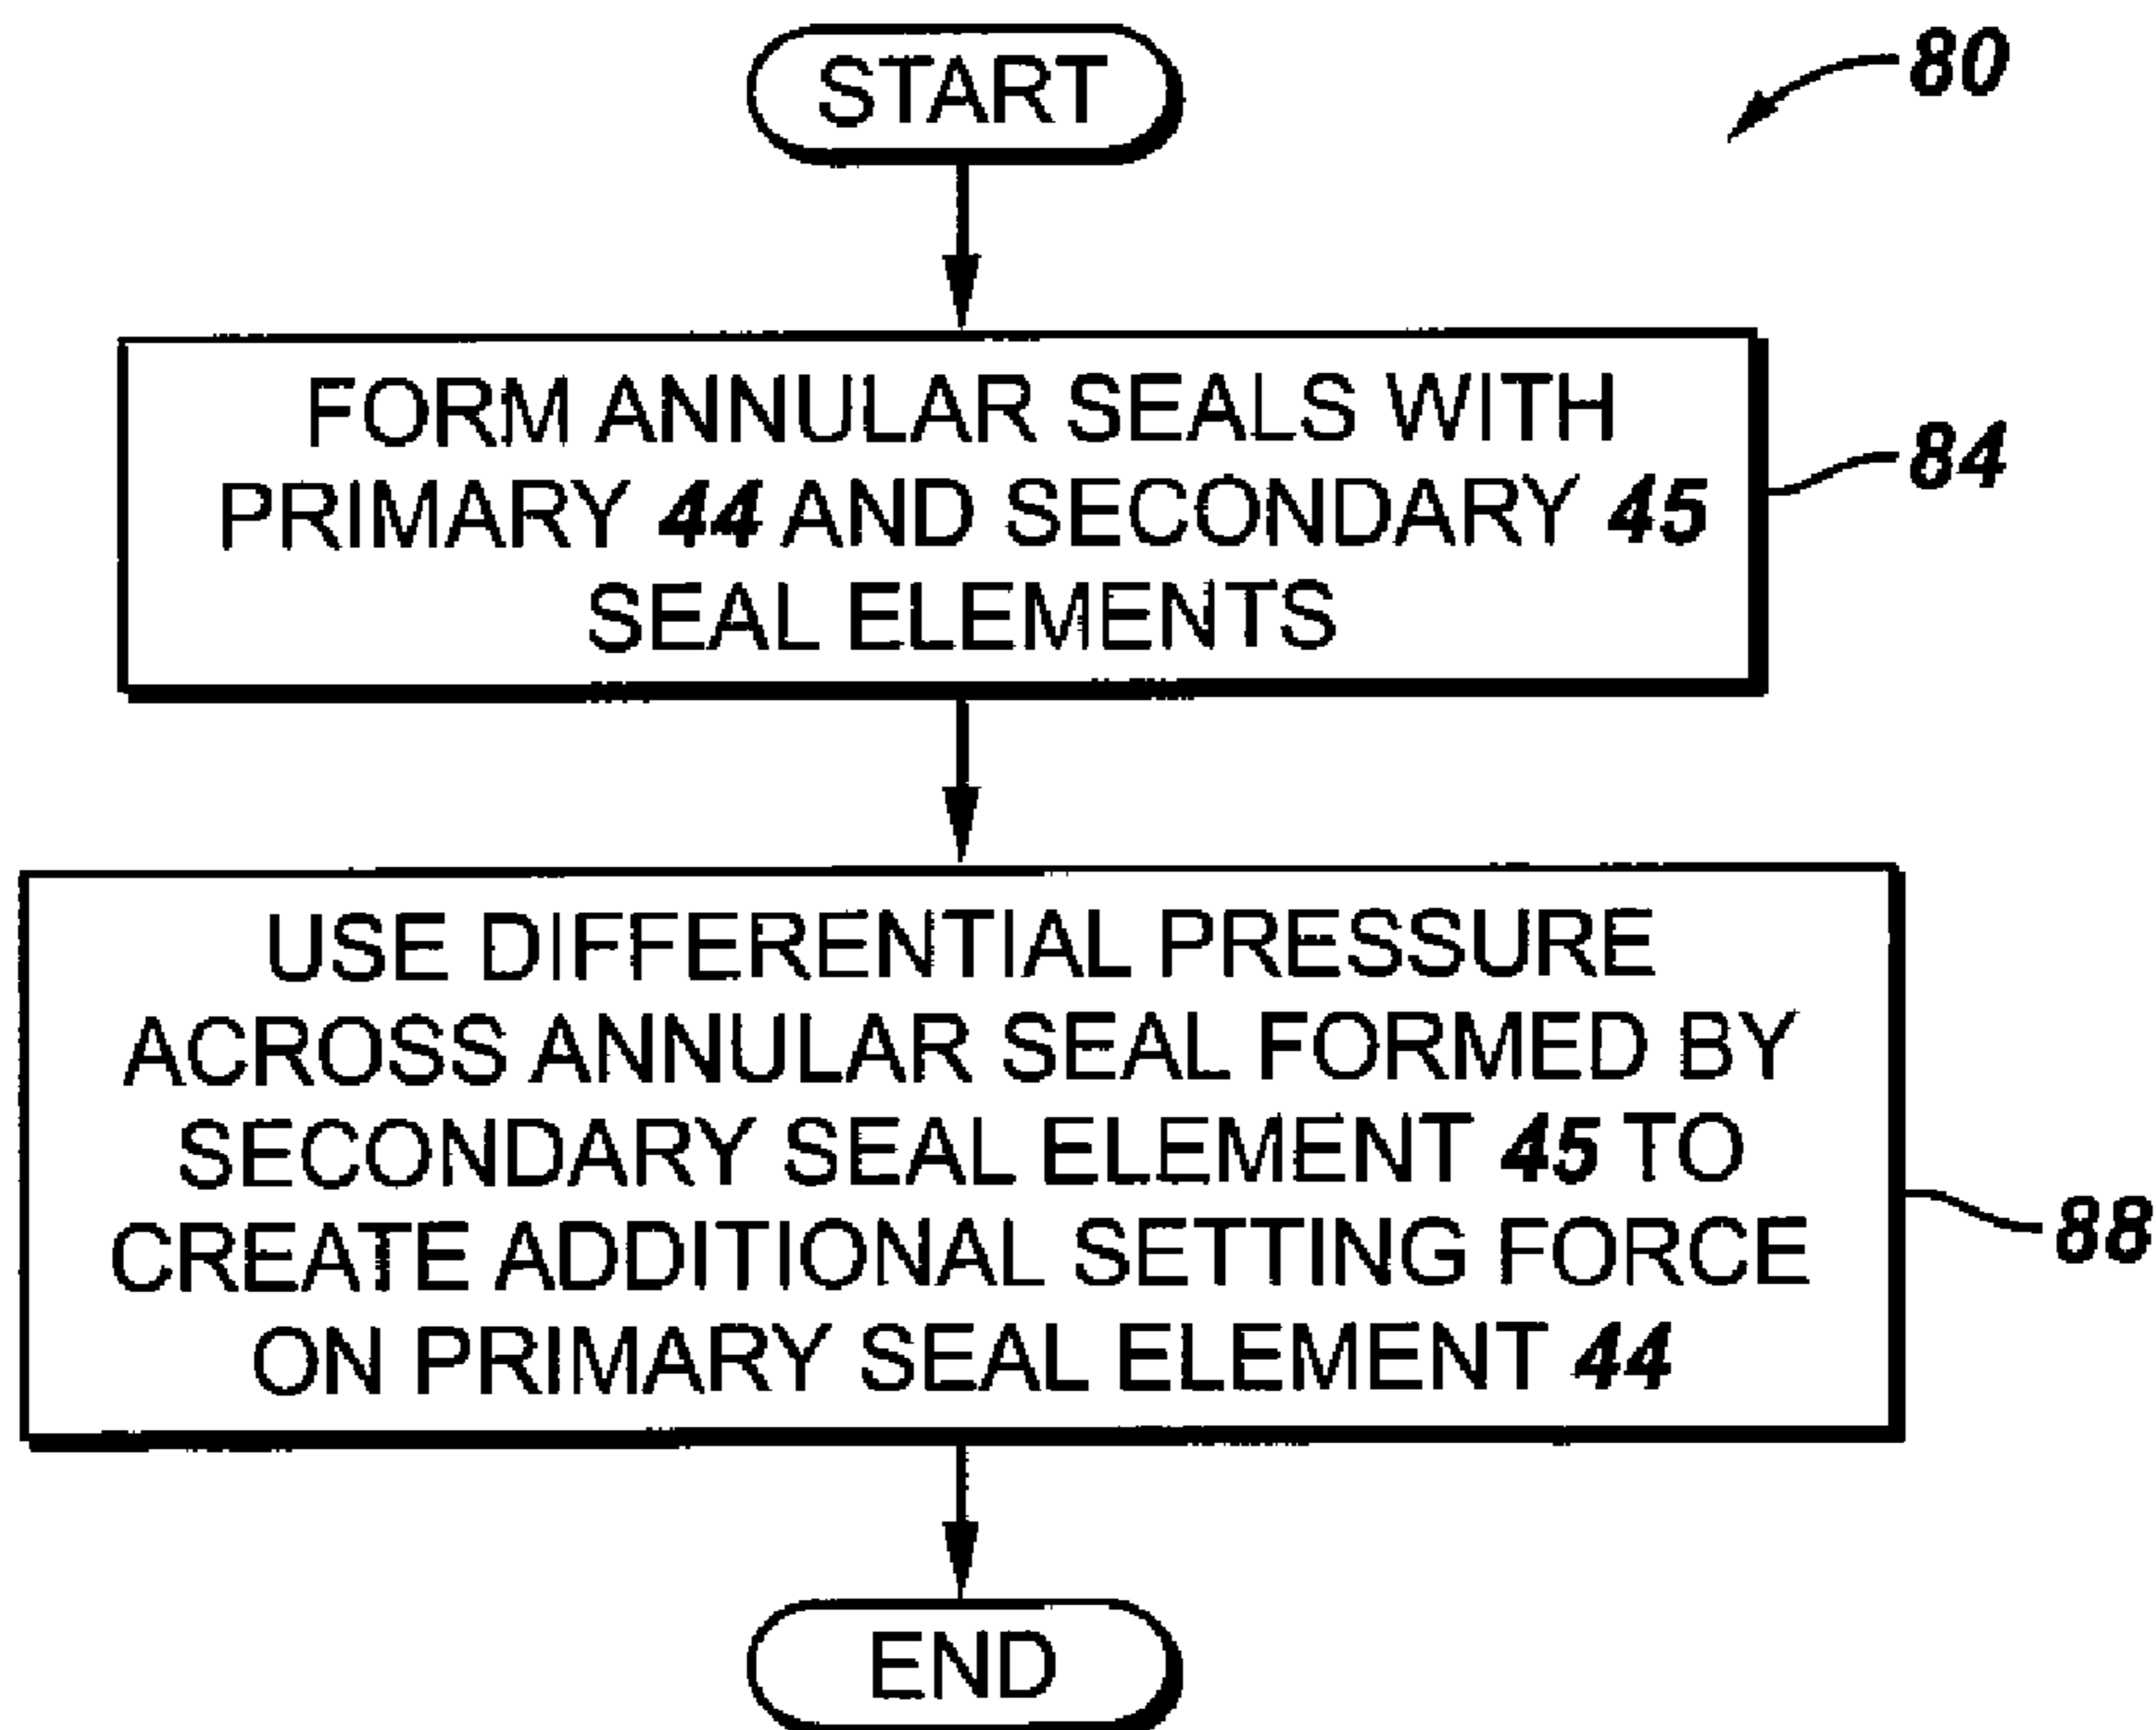 START
80
FORM ANNULAR SEALS WITH
PRIMARY 44 AND SECONDARY 45
SEAL ELEMENTS
84
USE DIFFERENTIAL PRESSURE
ACROSS ANNULAR SEAL FORMED BY
SECONDARY SEAL ELEMENT 45 TO
CREATE ADDITIONAL SETTING FORCE
ON PRIMARY SEAL ELEMENT 44
88
END